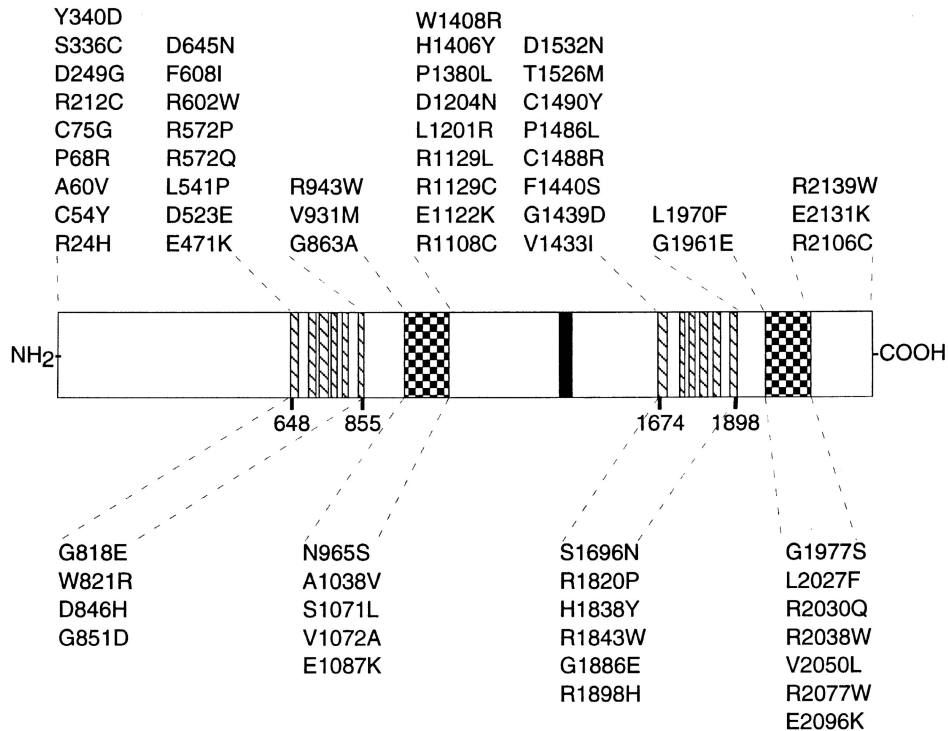 Y340D
S336C
D249G
R212C
C75G
P68R
A60V
C54Y
R24H
D645N
F608I
R602W
R572P
R572Q
L541P
D523E
E471K
R943W
V931M
G863A
W1408R
H1406Y
P1380L
D1204N
L1201R
R1129L
R1129C
E1122K
R1108C
D1532N
T1526M
C1490Y
P1486L
C1488R
F1440S
G1439D
V1433I
L1970F
G1961E
R2139W
E2131K
R2106C
NH2
COOH
648
855
1674
1898
G818E
W821R
D846H
G851D
N965S
A1038V
S1071L
V1072A
E1087K
S1696N
R1820P
H1838Y
R1843W
G1886E
R1898H
G1977S
L2027F
R2030Q
R2038W
V2050L
R2077W
E2096K